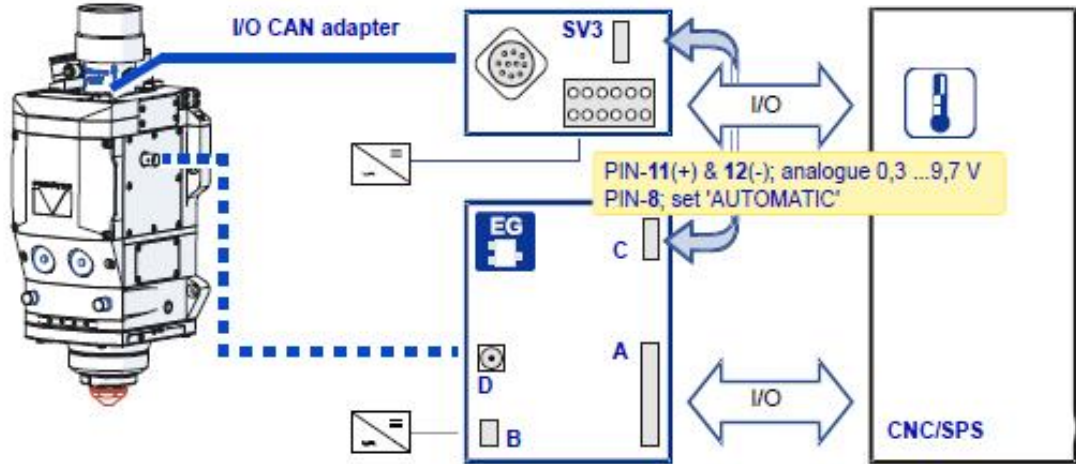 I/O CAN adapter
SV3
I/O
PIN-11(+) & 12(-); analogue 0,3 ...9,7 V
PIN-8; set 'AUTOMATIC'
EG
C
A
D
I/O
B
CNC/SPS